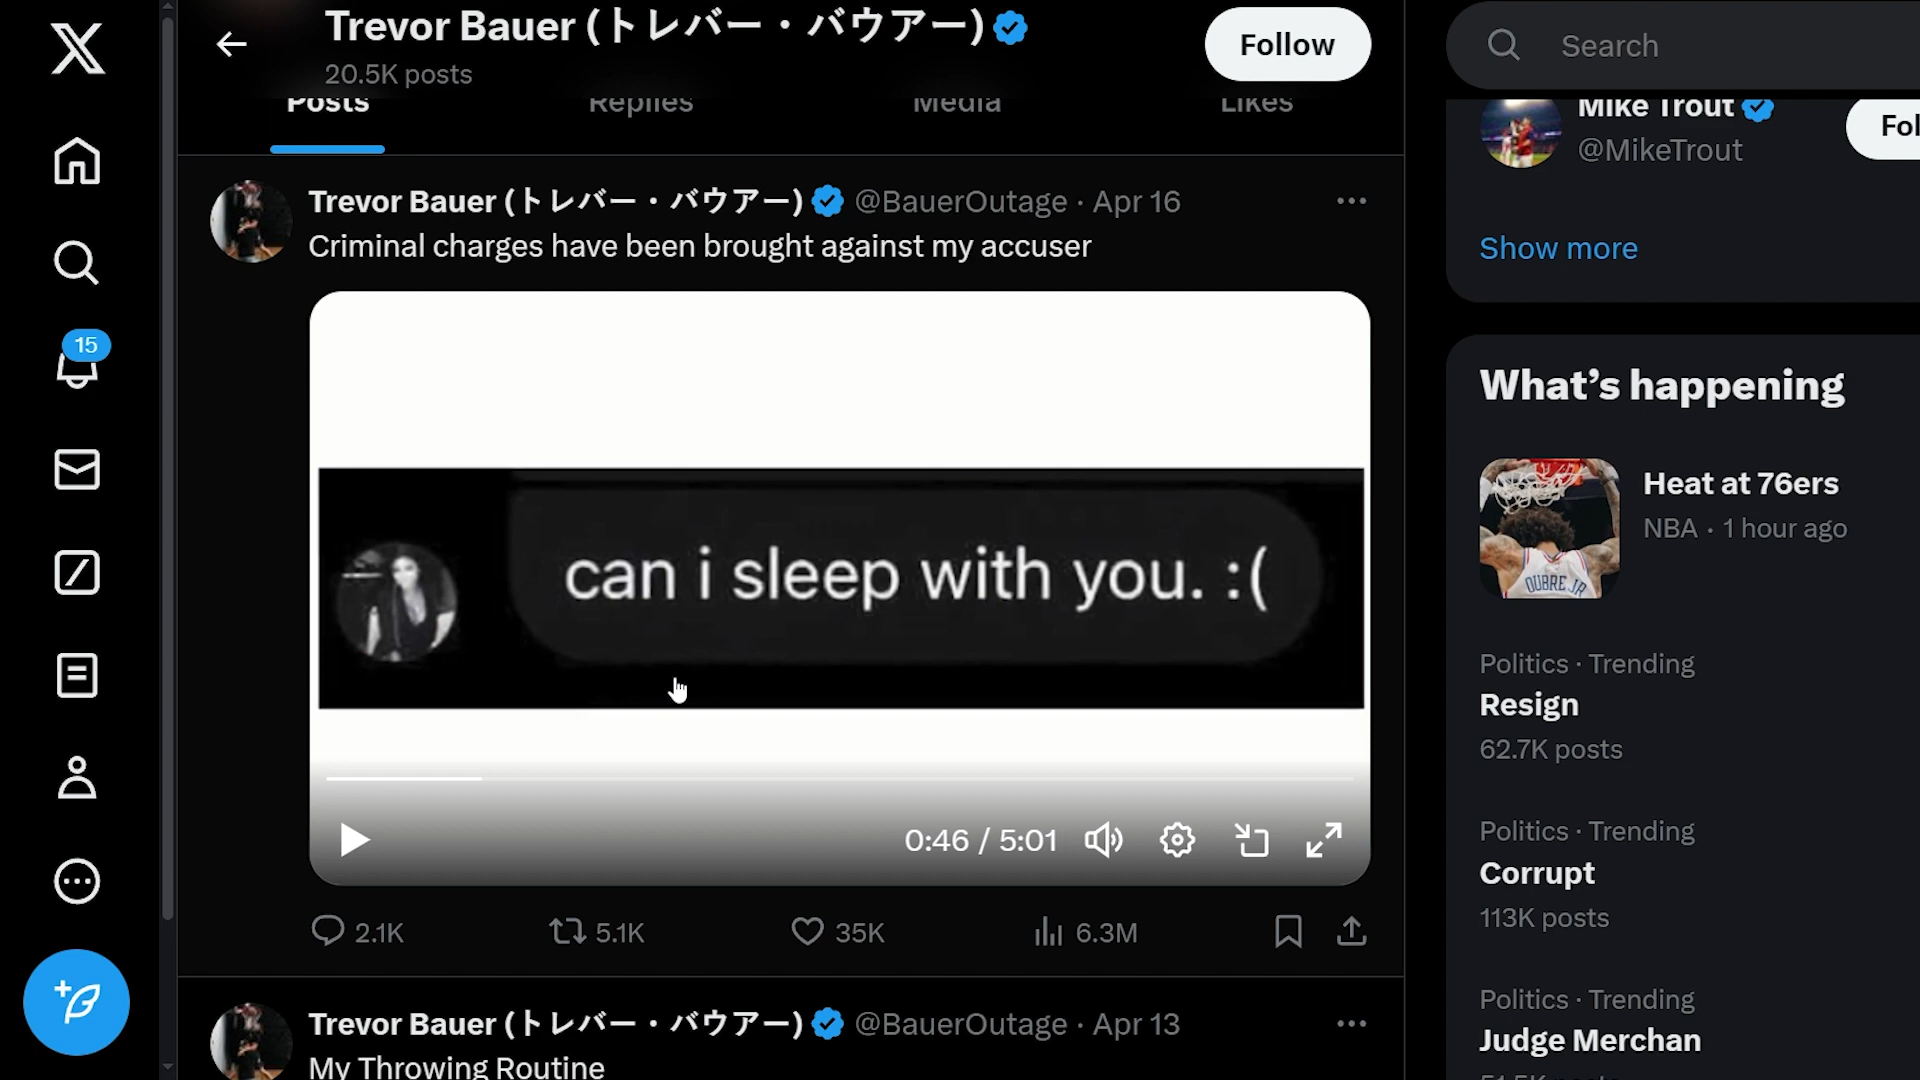 Trevor Bauer (トレバー・バウアー)
20.5K posts
Follow
Search
Posts
Replies
Media
Likes
Mike Trout
@MikeTrout
Fol
Show more
Trevor Bauer (トレバー・バウアー) @BauerOutage · Apr 16
Criminal charges have been brought against my accuser
can i sleep with you. :(
0:46 / 5:01
2.1K
5.1K
35K
6.3M
Trevor Bauer (トレバー・バウアー) @BauerOutage · Apr 13
My Throwing Routine
15
What's happening
Heat at 76ers
NBA · 1 hour ago
OUBRE JR
Politics · Trending
Resign
62.7K posts
Politics · Trending
Corrupt
113K posts
Politics · Trending
Judge Merchan